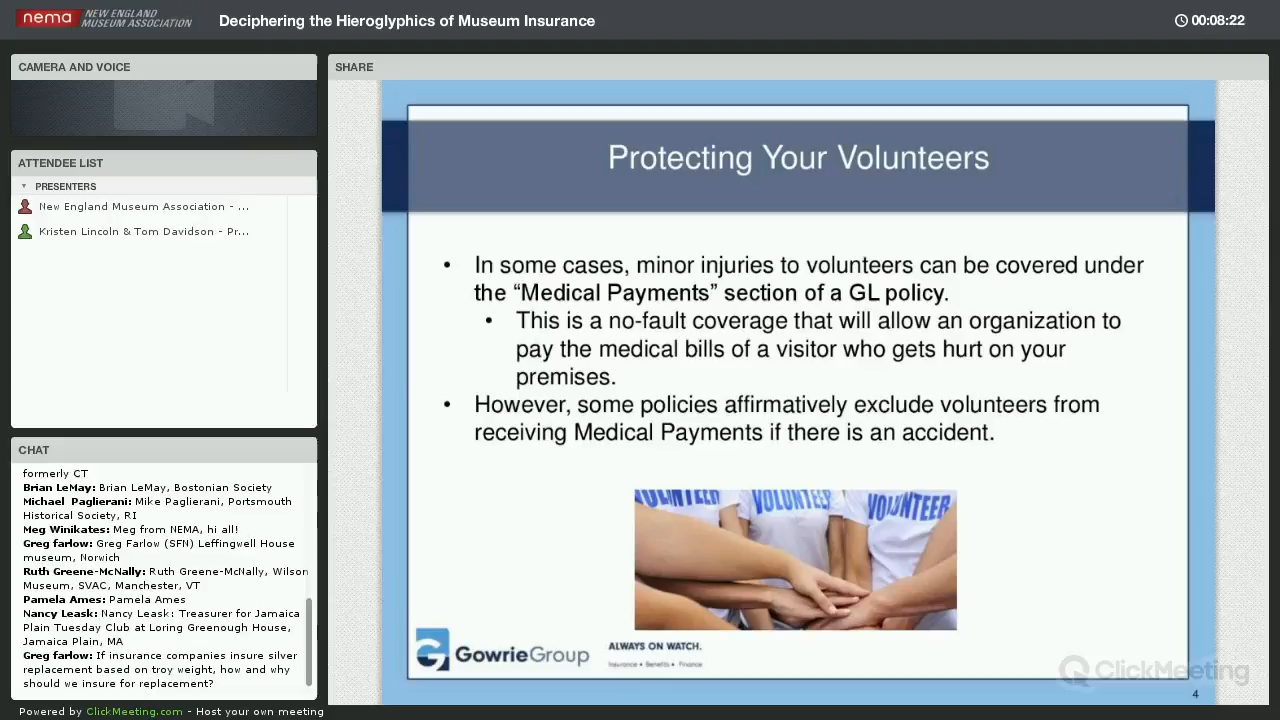 nema NEW ENGLAND
MUSEUM ASSOCIATION
Deciphering the Hieroglyphics of Museum Insurance
00:08:22
CAMERA AND VOICE
ATTENDEE LIST
PRESENTERS
New England Museum Association - ...
Kristen Lincoln & Tom Davidson - Pr...
CHAT
formerly CT
Brian LeMay: Brian LeMay, Bostonian Society
Michael Paglierani: Mike Paglierani, Portsmouth
Historical Society, RI
Meg Winikates: Meg from NEMA, hi all!
Greg farlow: Greg Farlow (SFN) Leffingwell House
museum, Norwich
Ruth Greene-McNally: Ruth Greene-McNally, Wilson
Museum, SVAC, Manchester, VT
Pamela Ames: Pamela Ames
Nancy Leask: Nancy Leask: Treasurer for Jamaica
Plain Tuesday Club at Loring Greenough House,
Jamaica Plain, MA
Greg farlow: If insurance companies insure silver
replacement based on troy weight, how and why
should we insure for replacement?
Powered by ClickMeeting.com - Host your own meeting
SHARE
Protecting Your Volunteers
• In some cases, minor injuries to volunteers can be covered under
the “Medical Payments” section of a GL policy.
• This is a no-fault coverage that will allow an organization to
pay the medical bills of a visitor who gets hurt on your
premises.
• However, some policies affirmatively exclude volunteers from
receiving Medical Payments if there is an accident.
VOLUNTEER VOLUNTEER VOLUNTEER
GowrieGroup
ALWAYS ON WATCH.
Insurance • Benefits • Finance
ClickMeeting
4